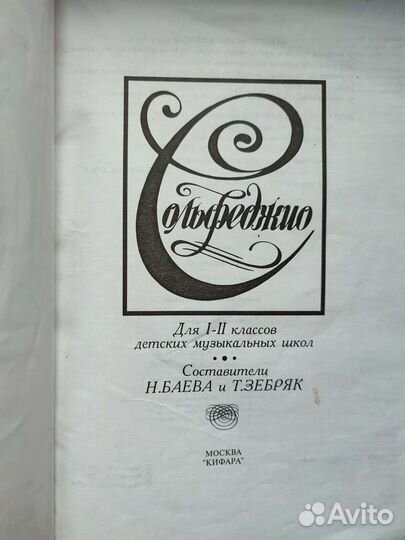 Сольфеджио
Для I-II классов
детских музыкальных школ
Составители
Н.БАЕВА и Т.ЗЕБРЯК
МОСКВА
"КИФАРА"
Avito